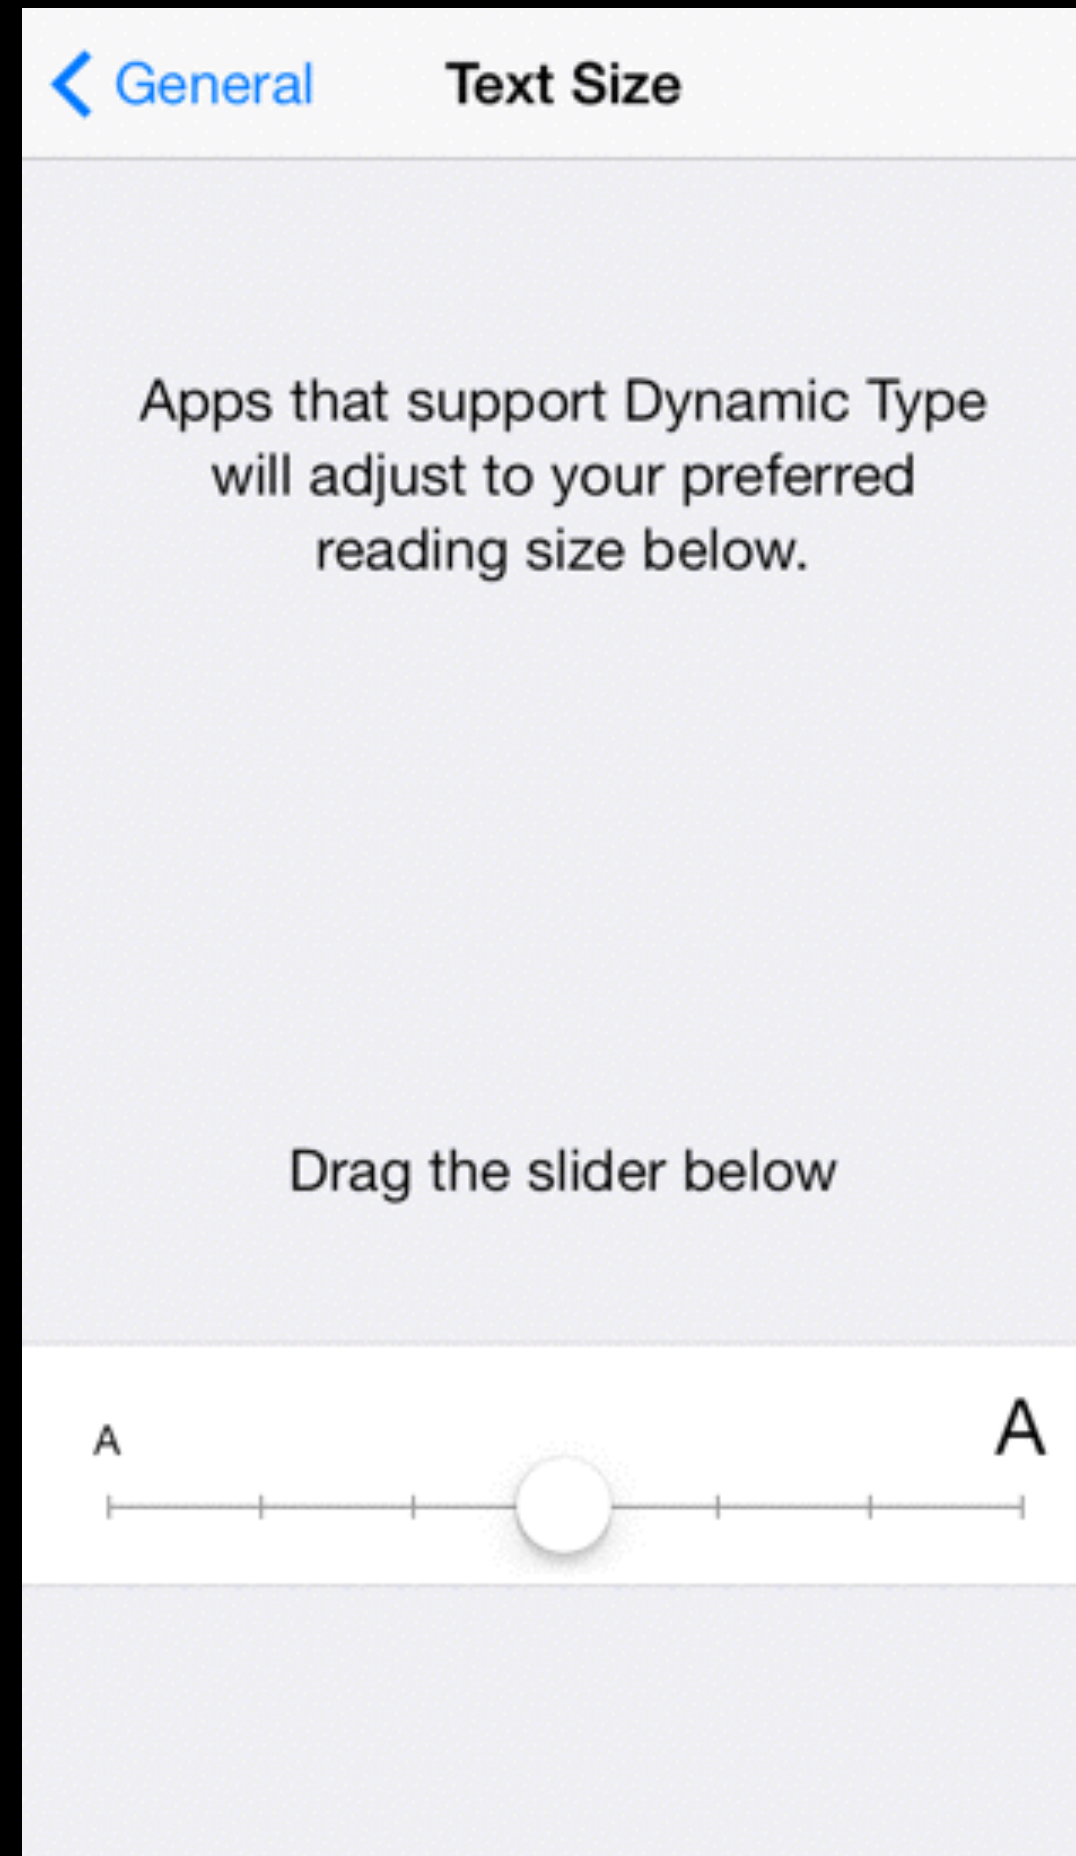 General
Text Size
Apps that support Dynamic Type
will adjust to your preferred
reading size below.
Drag the slider below
A
A